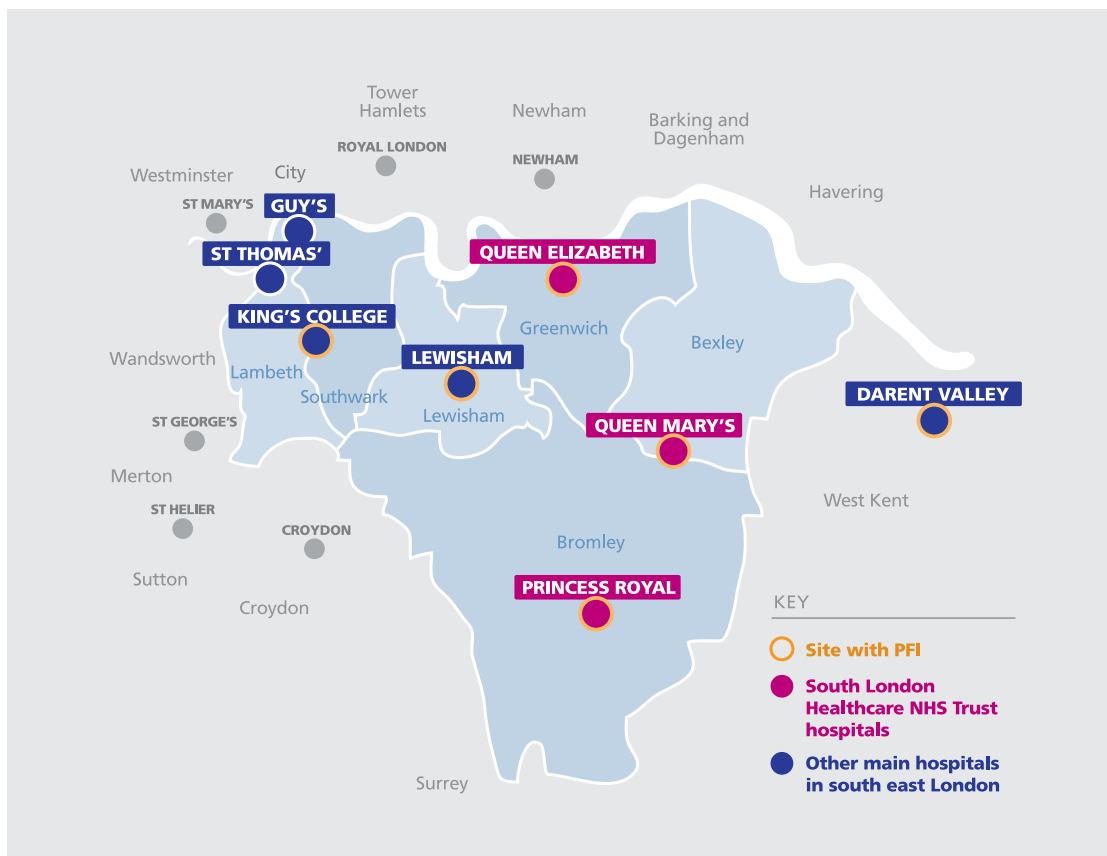 Tower
Hamlets
Newham
Barking and
Dagenham
ROYAL LONDON
NEWHAM
Westminster
City
Havering
ST MARY'S
GUY'S
ST THOMAS'
QUEEN ELIZABETH
KING'S COLLEGE
Greenwich
Bexley
Wandsworth
LEWISHAM
Lambeth
Southwark
Lewisham
DARENT VALLEY
ST GEORGE'S
QUEEN MARY'S
Merton
West Kent
ST HELIER
CROYDON
Bromley
Sutton
PRINCESS ROYAL
Croydon
Surrey
KEY
Site with PFI
South London
Healthcare NHS Trust
hospitals
Other main hospitals
in south east London